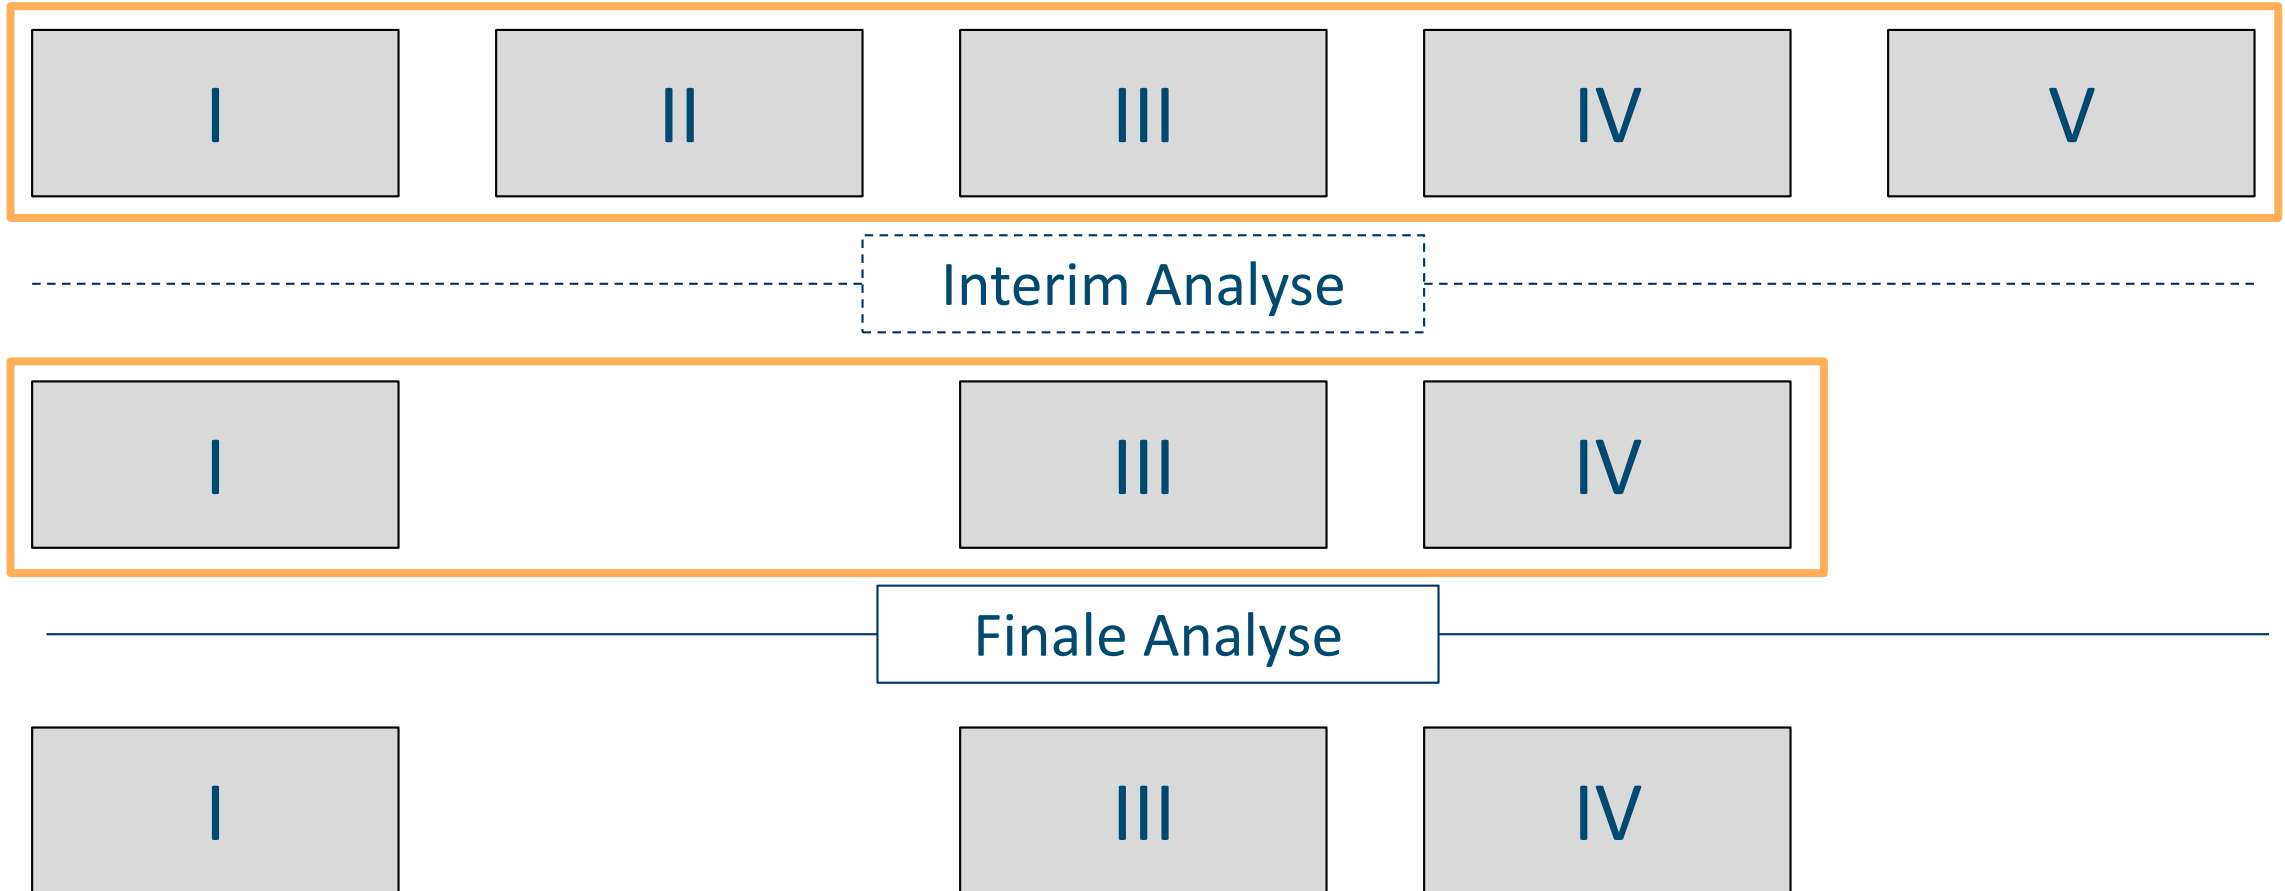 I II III IV V
Interim Analyse
I III IV
Finale Analyse
I III IV